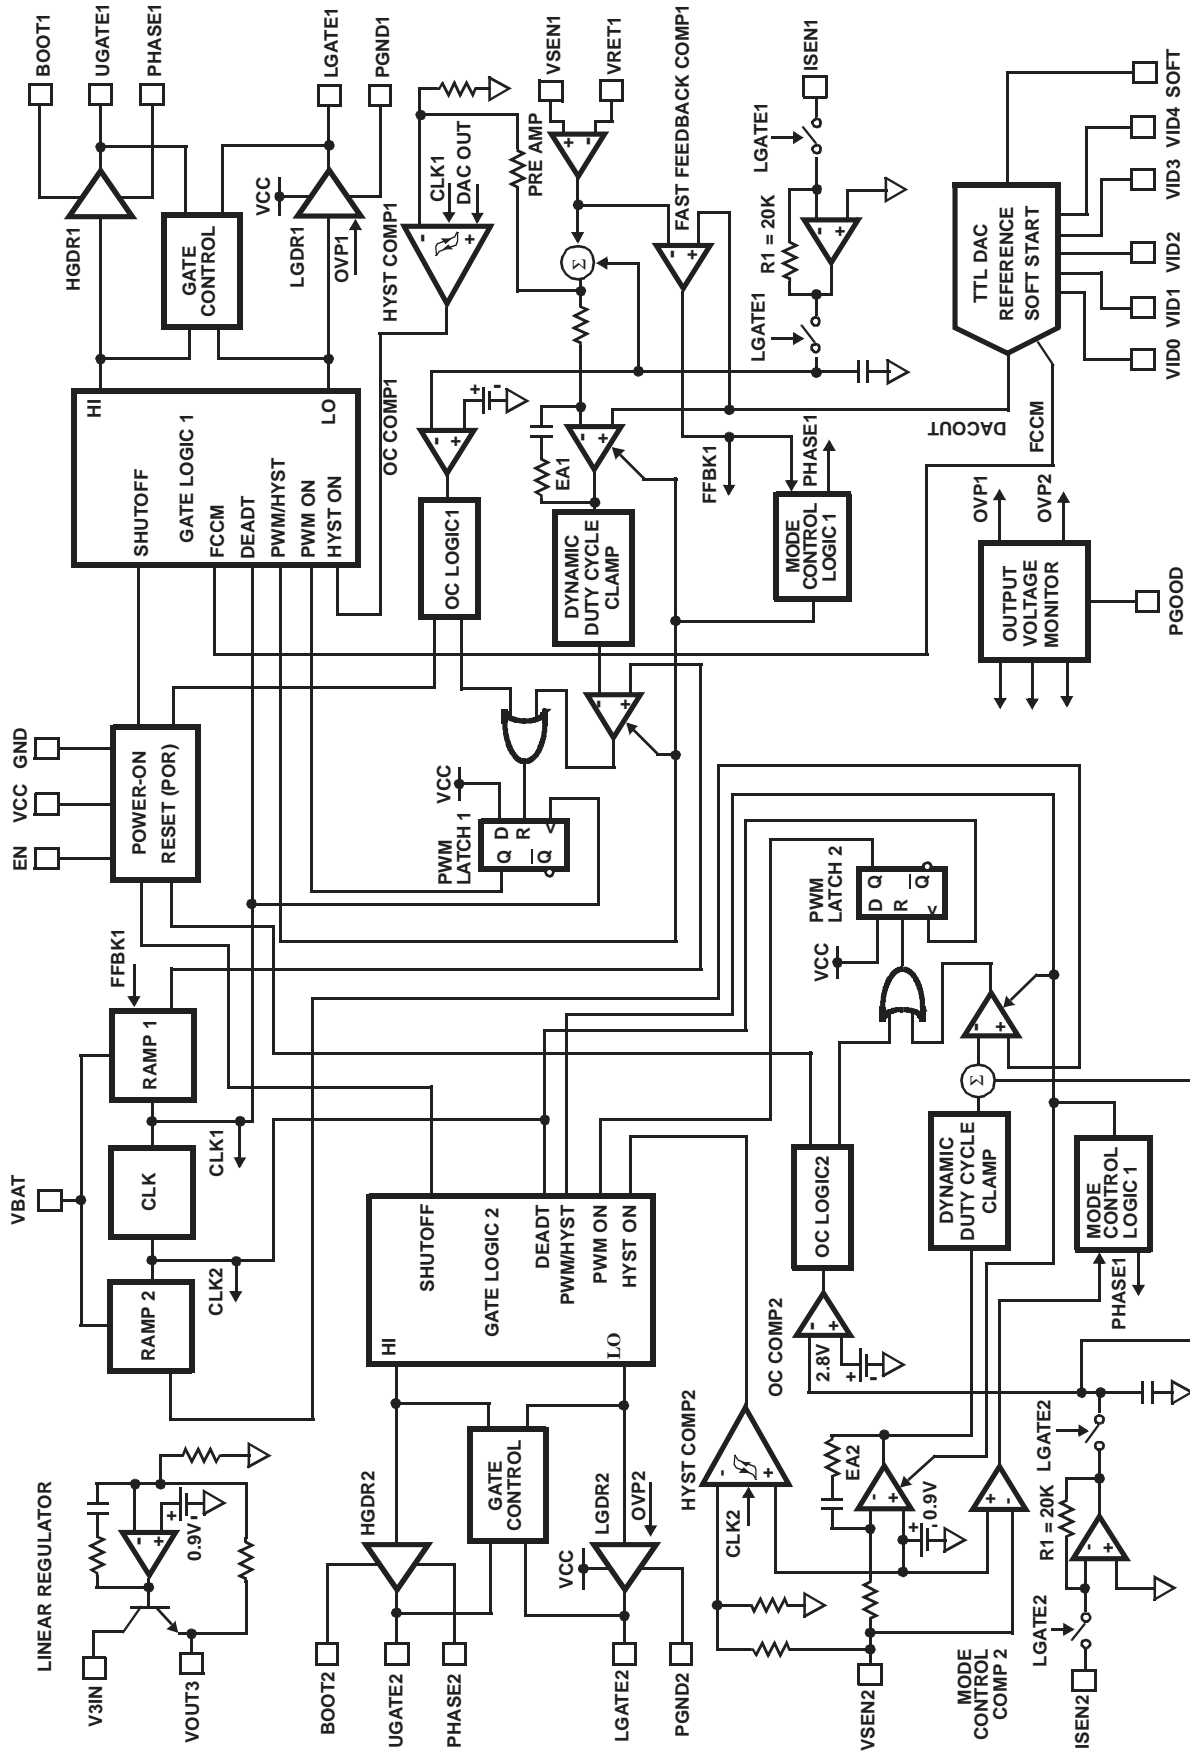 BOOT1
UGATE1
PHASE1
LGATE1
PGND1
VSEN1
VRET1
ISEN1
SOFT
VID4
VID3
VID2
VID1
VID0
HGDR1
GATE
CONTROL
VCC
LGDR1
OVP1
HYST COMP1
CLK1
DAC OUT
-
+
PRE AMP
+
-
Σ
FAST FEEDBACK COMP1
-
+
LGATE1
R1 = 20K
-
+
LGATE1
TTL DAC
REFERENCE
SOFT START
HI
LO
SHUTOFF
GATE LOGIC 1
FCCM
DEADT
PWM/HYST
PWM ON
HYST ON
OC COMP1
-
+
+
-
OC LOGIC1
EA1
-
+
DYNAMIC
DUTY CYCLE
CLAMP
FFBK1
PHASE1
MODE
CONTROL
LOGIC 1
DACOUT
FCCM
OVP1
OVP2
OUTPUT
VOLTAGE
MONITOR
PGOOD
GND
VCC
EN
POWER-ON
RESET (POR)
-
+
VCC
PWM
LATCH 1
D
R
>
Q
Q
PWM
LATCH 2
Q
Q
D
R
>
VCC
FFBK1
VBAT
RAMP 1
CLK
RAMP 2
CLK1
CLK2
-
+
Σ
DYNAMIC
DUTY CYCLE
CLAMP
MODE
CONTROL
LOGIC 1
PHASE1
SHUTOFF
GATE LOGIC 2
DEADT
PWM/HYST
PWM ON
HYST ON
HI
LO
OC LOGIC2
OC COMP2
-
+
2.8V
+
-
LINEAR REGULATOR
-
+
+
-
0.9V
V3IN
VOUT3
HGDR2
GATE
CONTROL
LGDR2
OVP2
VCC
HYST COMP2
-
+
CLK2
EA2
-
+
+
-
0.9V
+
-
LGATE2
R1 = 20K
-
+
LGATE2
BOOT2
UGATE2
PHASE2
LGATE2
PGND2
VSEN2
MODE
CONTROL
COMP 2
ISEN2